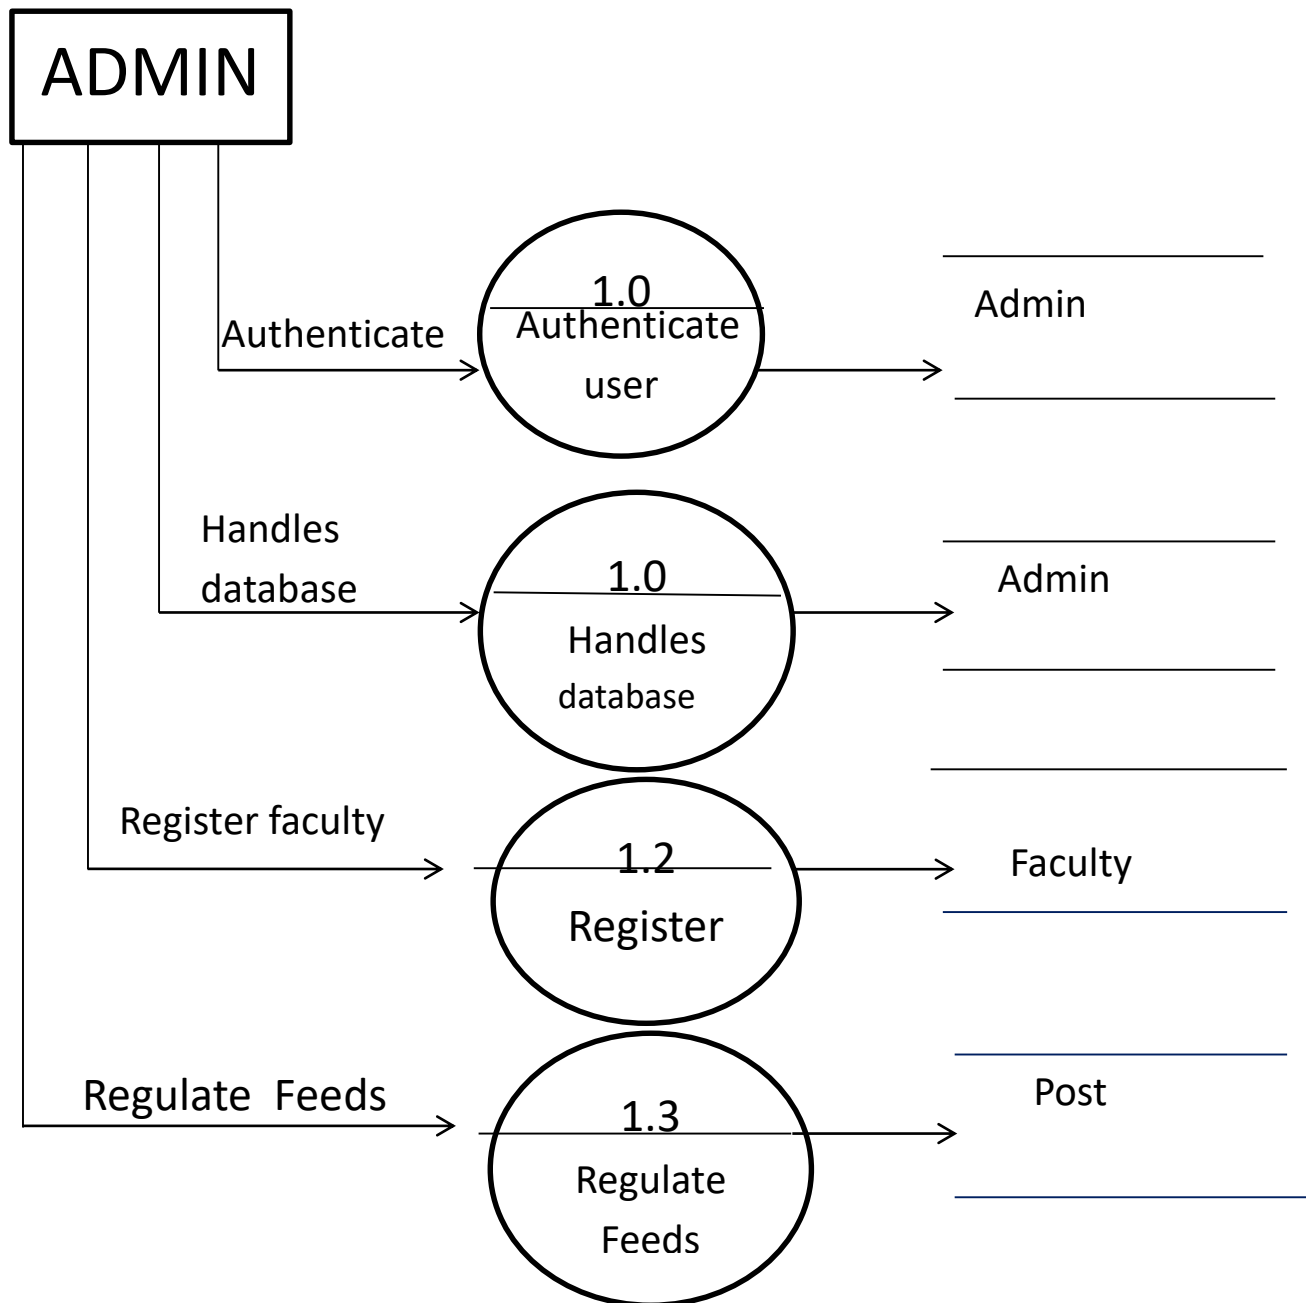 ADMIN
Authenticate
1.0
Authenticate
user
Admin
Handles
database
1.0
Handles
database
Admin
Register faculty
1.2
Register
Faculty
Regulate  Feeds
1.3
Regulate
Feeds
Post